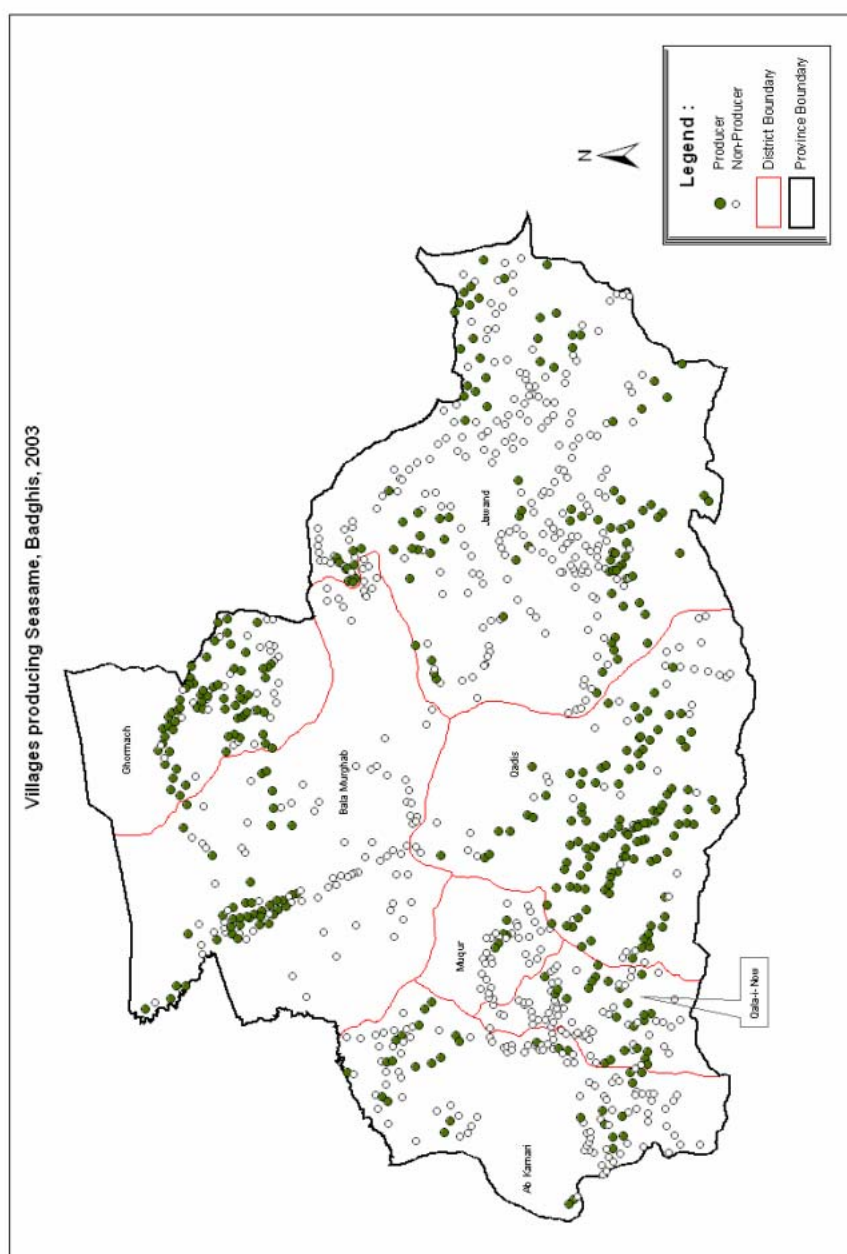 Villages producing Seasame, Badghis, 2003
Ghormach
Bala Murghab
Jawand
Qadis
Muqur
Ab Kamari
Qala-i- Now
N
Legend :
Producer
Non-Producer
District Boundary
Province Boundary